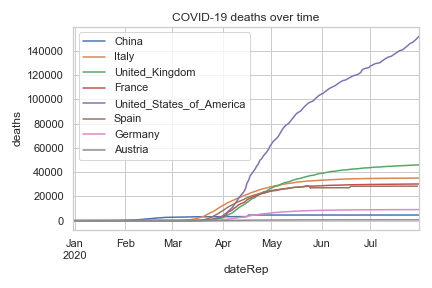 COVID-19 deaths over time
140000
120000
100000
80000
60000
40000
20000
0
deaths
China
Italy
United_Kingdom
France
United_States_of_America
Spain
Germany
Austria
Jan Feb Mar Apr May Jun Jul
2020
dateRep